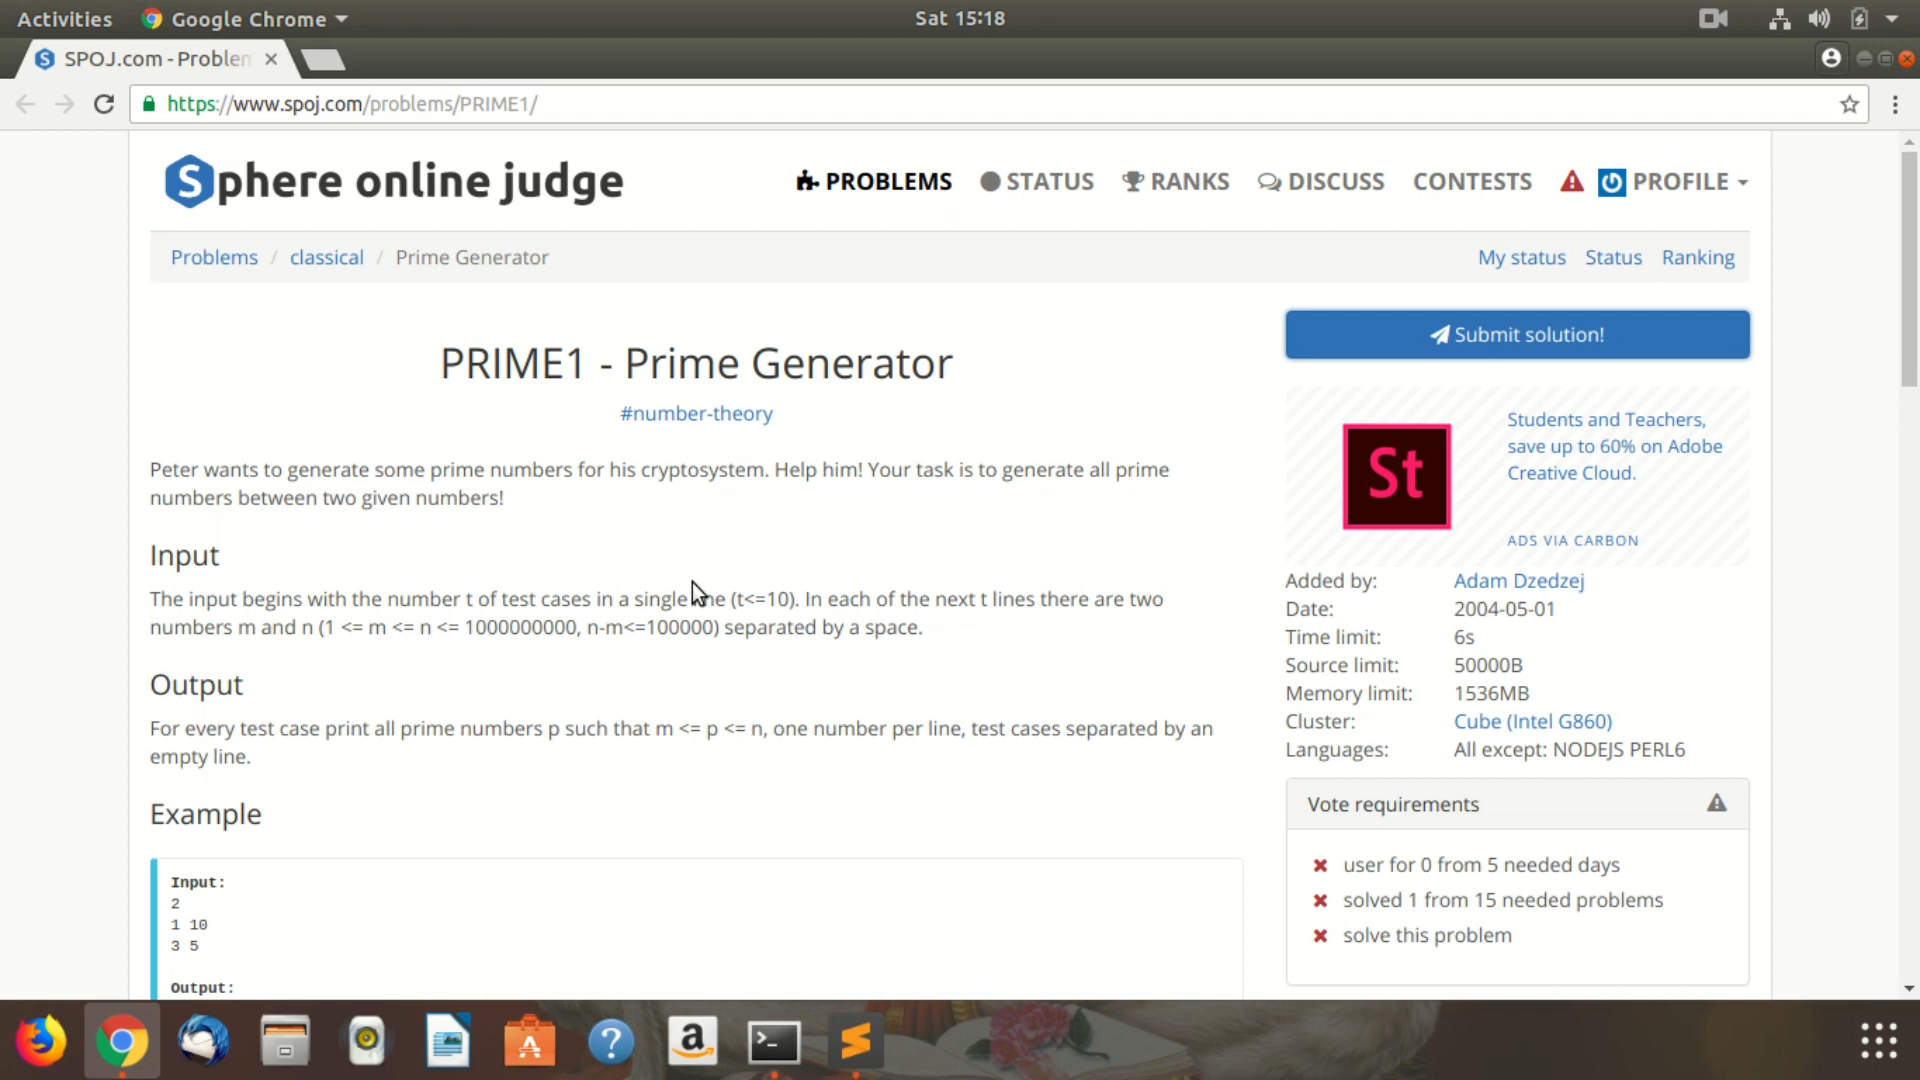 Activities
Google Chrome
Sat 15:18
SPOJ.com - Problem
https://www.spoj.com/problems/PRIME1/
Sphere online judge
PROBLEMS
STATUS
RANKS
DISCUSS
CONTESTS
PROFILE
Problems / classical / Prime Generator
My status Status Ranking
Submit solution!
PRIME1 - Prime Generator
#number-theory
Peter wants to generate some prime numbers for his cryptosystem. Help him! Your task is to generate all prime
numbers between two given numbers!
Input
The input begins with the number t of test cases in a single line (t<=10). In each of the next t lines there are two
numbers m and n (1 <= m <= n <= 1000000000, n-m<=100000) separated by a space.
Output
For every test case print all prime numbers p such that m <= p <= n, one number per line, test cases separated by an
empty line.
Example
Input:
2
1 10
3 5
Output:
St
Students and Teachers,
save up to 60% on Adobe
Creative Cloud.
ADS VIA CARBON
Added by: Adam Dzedzej
Date: 2004-05-01
Time limit: 6s
Source limit: 50000B
Memory limit: 1536MB
Cluster: Cube (Intel G860)
Languages: All except: NODEJS PERL6
Vote requirements
user for 0 from 5 needed days
solved 1 from 15 needed problems
solve this problem